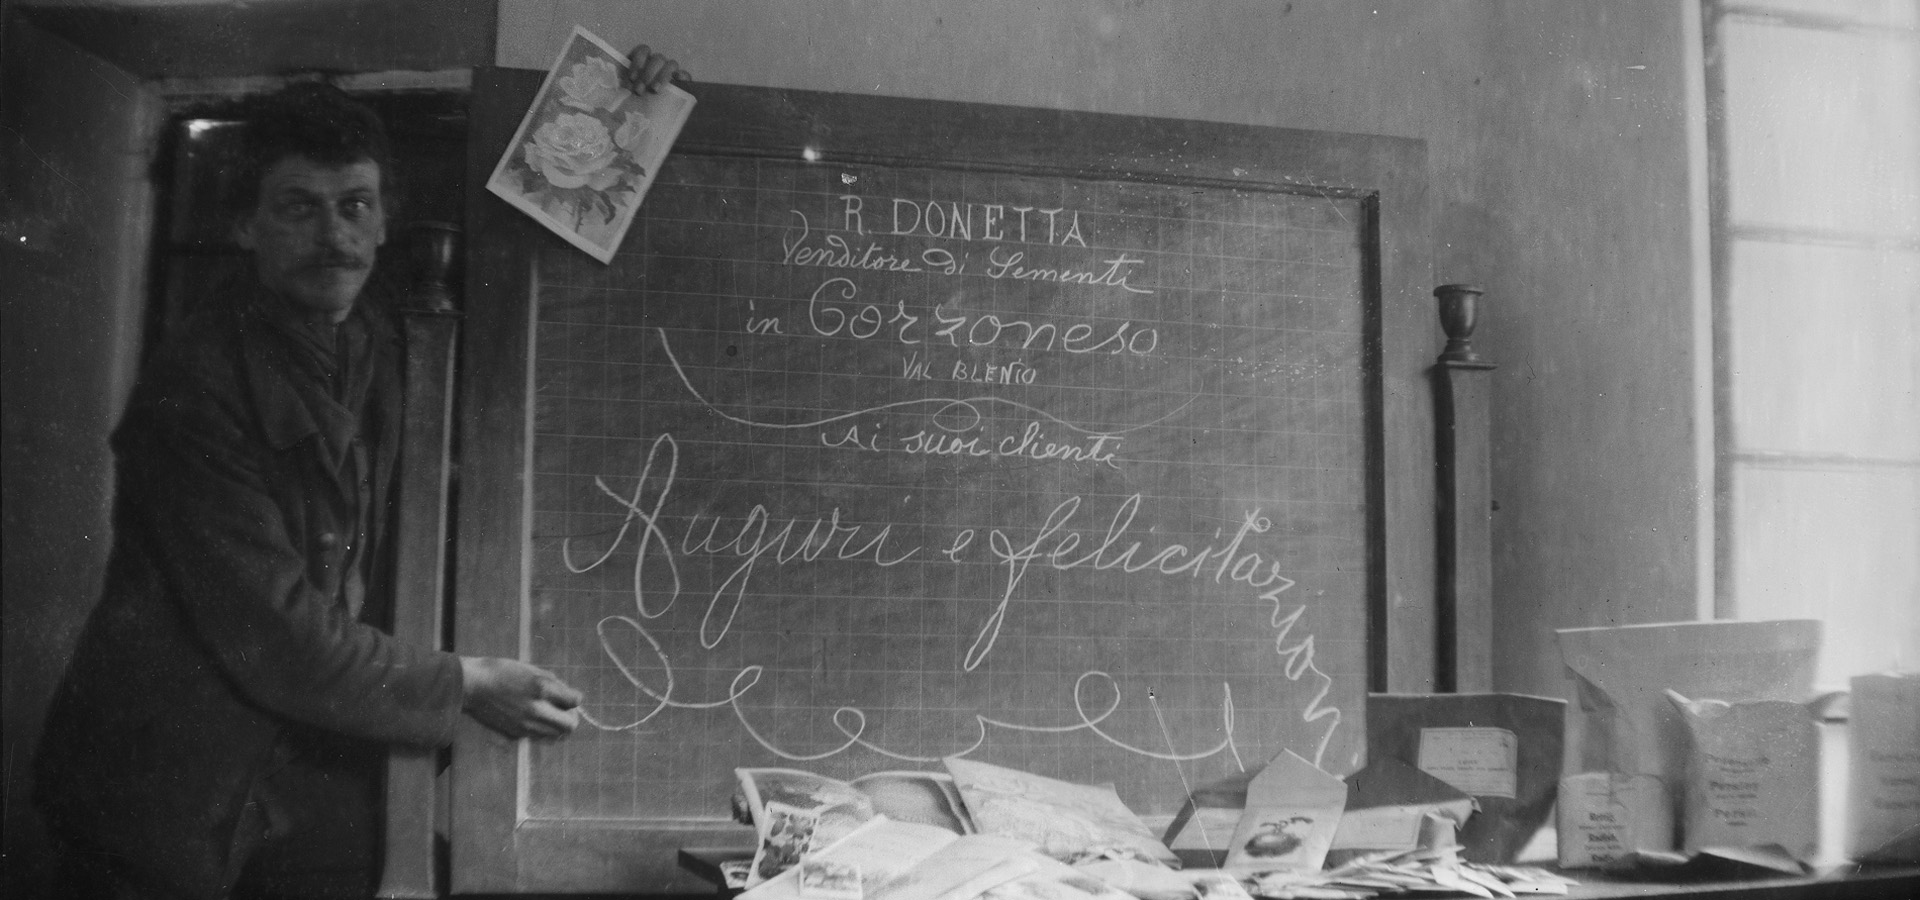 R. DONETTA
Venditore di Sementi
in Corzoneso
VAL BLENIO
Ai suoi clienti
Auguri e felicitazioni